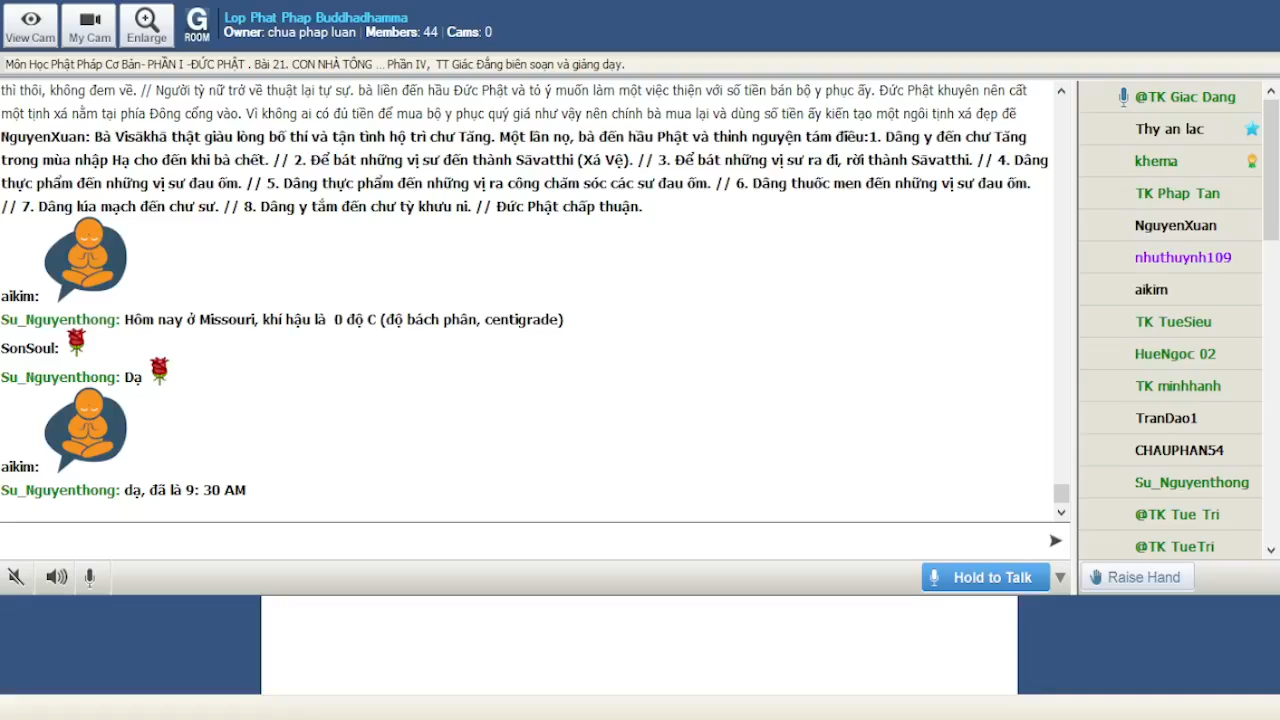 View Cam
My Cam
Enlarge
G
ROOM
Lop Phat Phap Buddhadhamma
Owner: chua phap luan | Members: 44 | Cams: 0
Môn Học Phật Pháp Cơ Bản- PHẦN I -ĐỨC PHẬT . Bài 21. CON NHÀ TÔNG ... Phần IV, TT Giác Đẳng biên soạn và giảng dạy.
thì thôi, không đem về. // Người tỳ nữ trở về thuật lại tự sự. bà liền đến hầu Đức Phật và tỏ ý muốn làm một việc thiện với số tiền bán bộ y phục ấy. Đức Phật khuyên nên cất
một tịnh xá nằm tại phía Đông cổng vào. Vì không ai có đủ tiền để mua bộ y phục quý giá như vậy nên chính bà mua lại và dùng số tiền ấy kiến tạo một ngôi tịnh xá đẹp đẽ
NguyenXuan: Bà Visãkhã thật giàu lòng bố thí và tận tình hộ trì chư Tăng. Một lần nọ, bà đến hầu Phật và thỉnh nguyện tám điều:1. Dâng y đến chư Tăng
trong mùa nhập Hạ cho đến khi bà chết. // 2. Để bát những vị sư đến thành Sãvatthi (Xá Vệ). // 3. Để bát những vị sư ra đi, rời thành Sãvatthi. // 4. Dâng
thực phẩm đến những vị sư đau ốm. // 5. Dâng thực phẩm đến những vị ra công chăm sóc các sư đau ốm. // 6. Dâng thuốc men đến những vị sư đau ốm.
// 7. Dâng lúa mạch đến chư sư. // 8. Dâng y tắm đến chư tỳ khưu ni. // Đức Phật chấp thuận.
aikim:
Su_Nguyenthong: Hôm nay ở Missouri, khí hậu là 0 độ C (độ bách phân, centigrade)
SonSoul:
Su_Nguyenthong: Dạ
aikim:
Su_Nguyenthong: dạ, đã là 9: 30 AM
Hold to Talk
@TK Giac Dang
Thy an lac
khema
TK Phap Tan
NguyenXuan
nhuthuynh109
aikim
TK TueSieu
HueNgoc 02
TK minhhanh
TranDao1
CHAUPHAN54
Su_Nguyenthong
@TK Tue Tri
@TK TueTri
Raise Hand